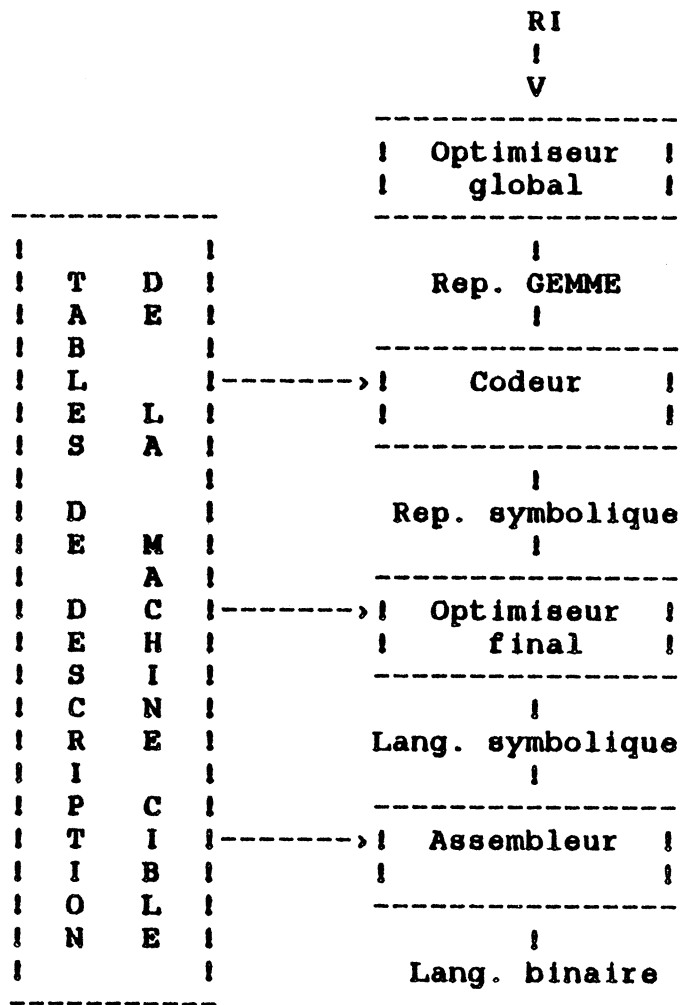 RI
Optimiseur
global
TABLES DE DESCRIPTION
DE LA MACHINE CIBLE
Rep. GEMME
Codeur
Rep. symbolique
Optimiseur
final
Lang. symbolique
Assembleur
Lang. binaire